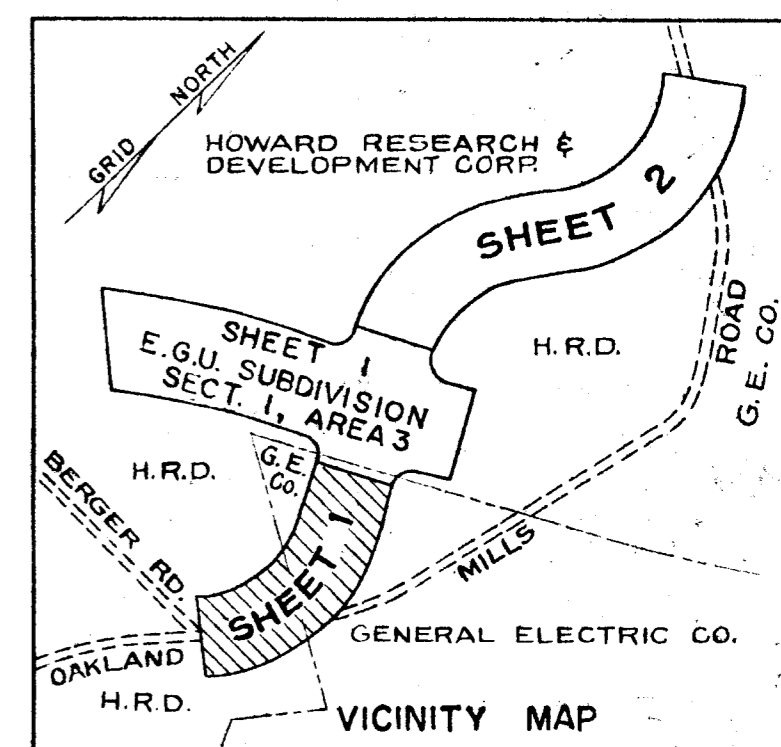 GRID NORTH
HOWARD RESEARCH &
DEVELOPMENT CORP.
SHEET 2
SHEET 1
E.G.U. SUBDIVISION
SECT. 1, AREA 3
H.R.D.
ROAD
G.E. CO.
H.R.D.
G.E.
CO.
BERGER RD.
SHEET 1
MILLS
OAKLAND
GENERAL ELECTRIC CO.
H.R.D.
VICINITY MAP